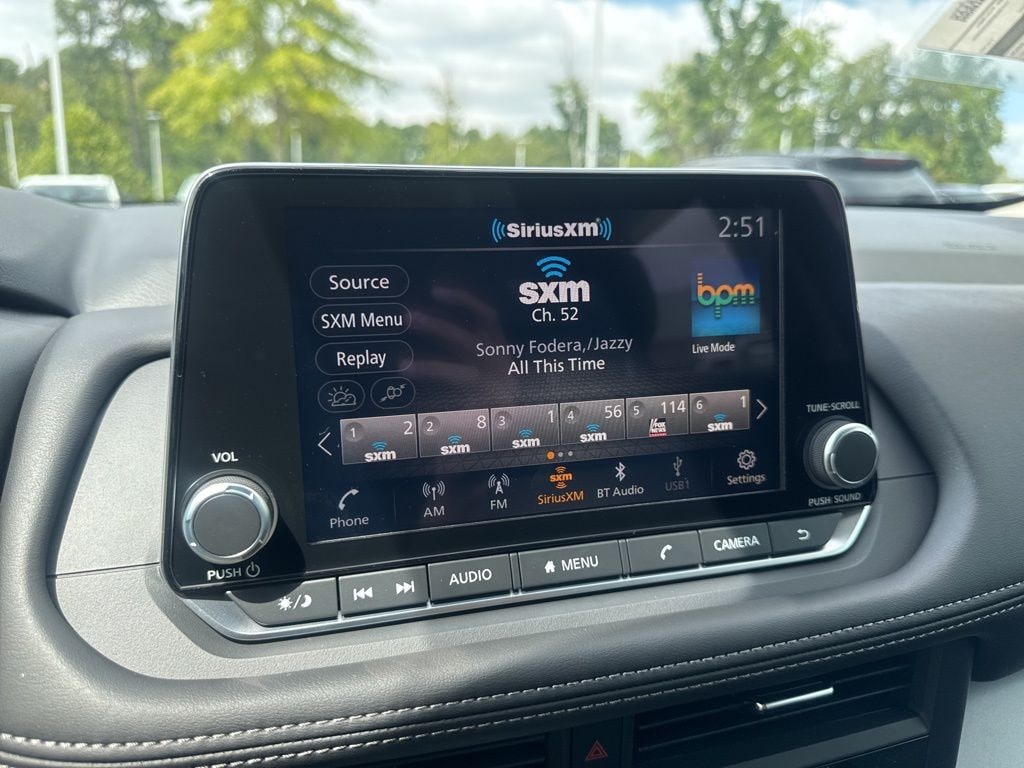 ((SiriusXM®))
2:51
Source
SXM Menu
Replay
sxm
Ch. 52
Sonny Fodera,/Jazzy
All This Time
bpm
Live Mode
1 2 sxm
2 8 sxm
3 1 sxm
4 56 sxm
5 114 FOX NEWS
6 1 sxm
Phone
AM
FM
sxm
SiriusXM
BT Audio
USB1
Settings
VOL
PUSH
TUNE·SCROLL
PUSH SOUND
AUDIO
MENU
CAMERA